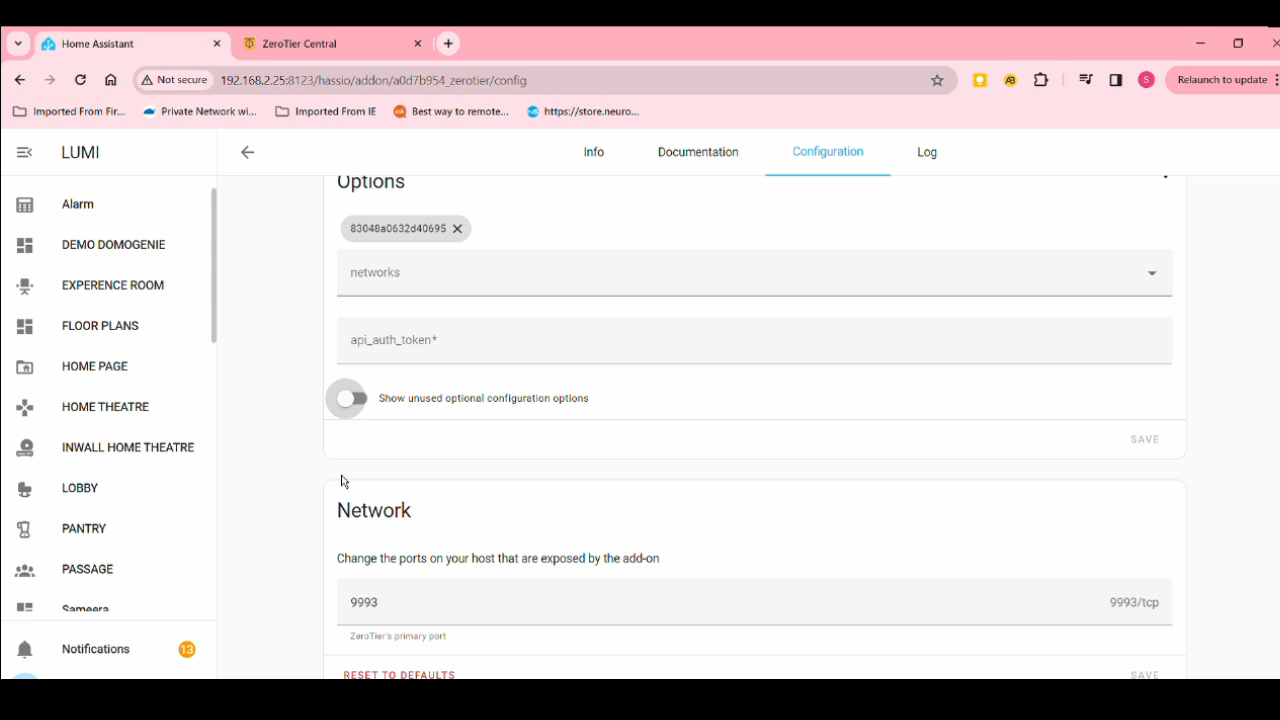 Home Assistant
ZeroTier Central
Not secure
192.168.2.25:8123/hassio/addon/a0d7b954_zerotier/config
S
Relaunch to update
Imported From Fir...
Private Network wi...
Imported From IE
Best way to remote...
https://store.neuro...
LUMI
Info
Documentation
Configuration
Log
Alarm
DEMO DOMOGENIE
EXPERENCE ROOM
FLOOR PLANS
HOME PAGE
HOME THEATRE
INWALL HOME THEATRE
LOBBY
PANTRY
PASSAGE
Sameera
Notifications
13
Options
83048a0632d40695
networks
api_auth_token*
Show unused optional configuration options
SAVE
Network
Change the ports on your host that are exposed by the add-on
9993
9993/tcp
ZeroTier's primary port
RESET TO DEFAULTS
SAVE